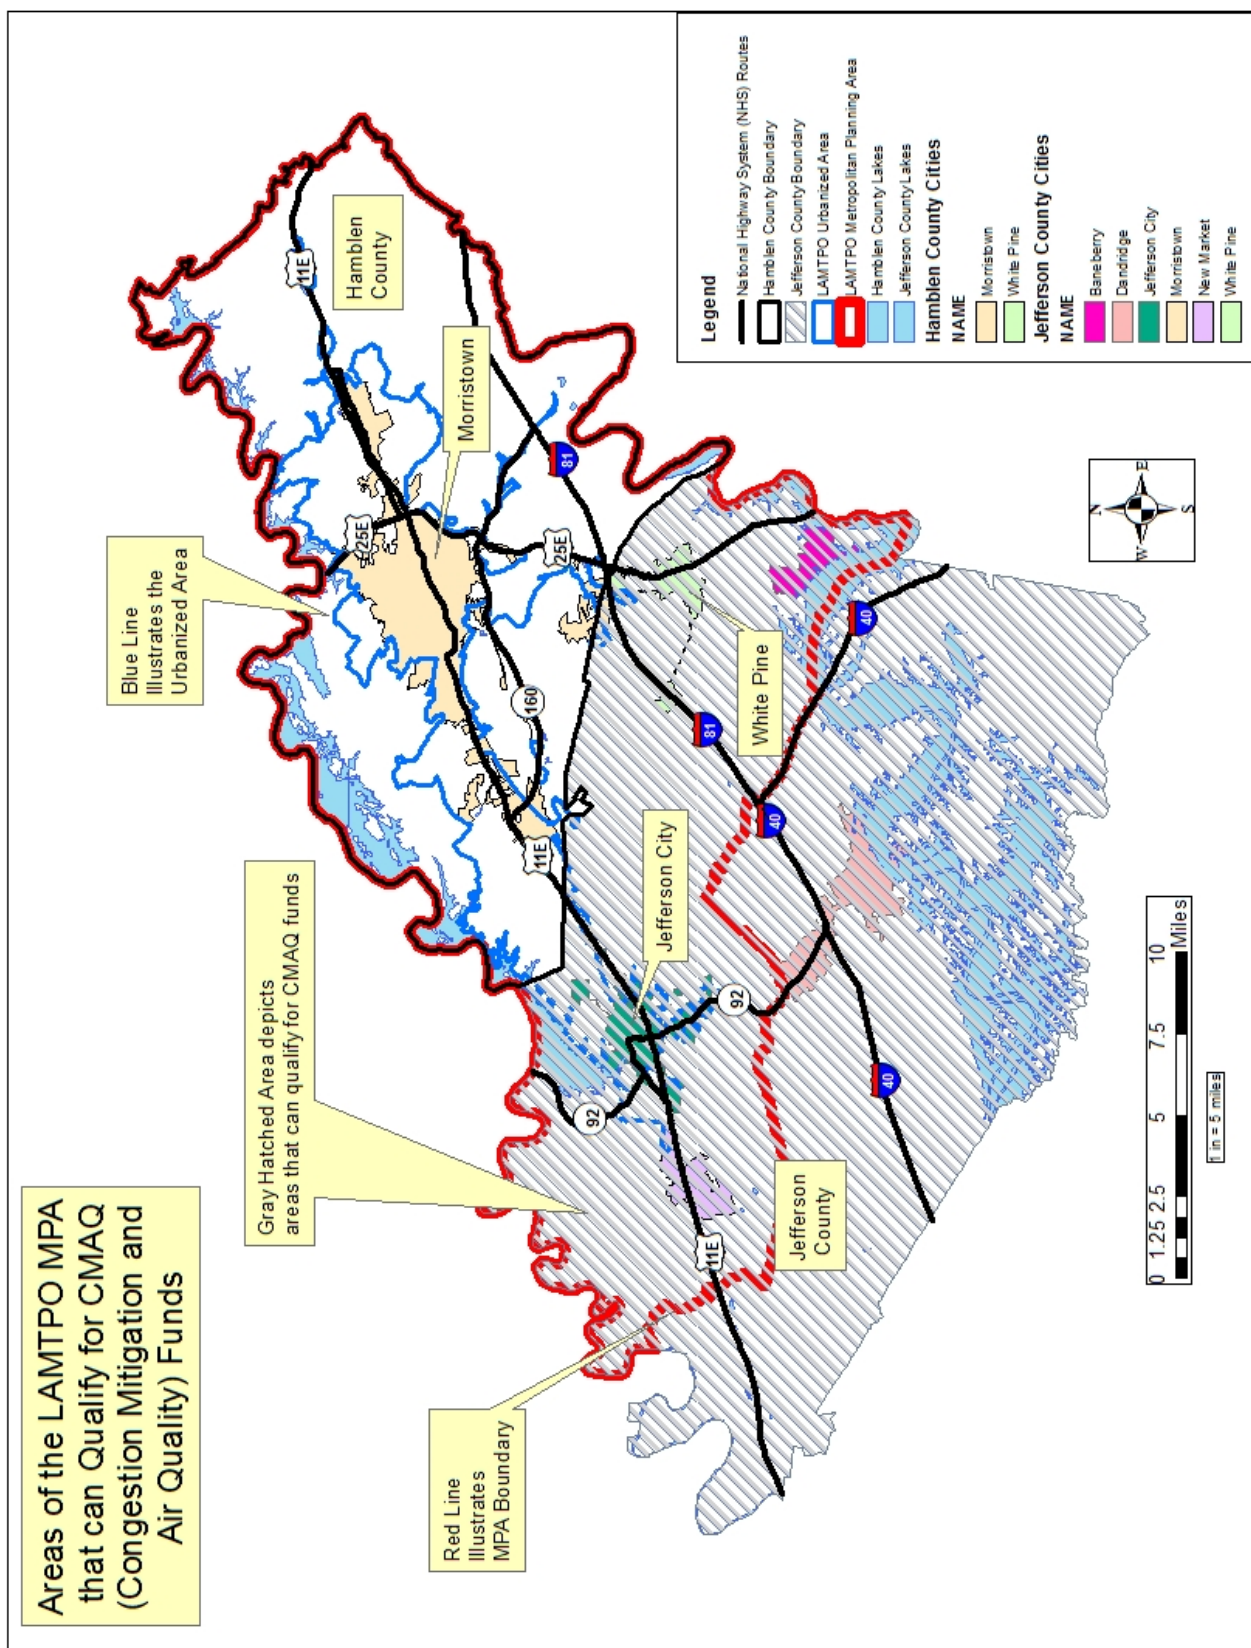 Areas of the LAMTPO MPA
that can Qualify for CMAQ
(Congestion Mitigation and
Air Quality) Funds
Gray Hatched Area depicts
areas that can qualify for CMAQ funds
Blue Line
Illustrates the
Urbanized Area
Red Line
Illustrates
MPA Boundary
Hamblen
County
Morristown
Jefferson City
White Pine
Jefferson
County
11E
25E
25E
81
160
11E
81
40
40
92
92
11E
40
Legend
National Highway System (NHS) Routes
Hamblen County Boundary
Jefferson County Boundary
LAMTPO Urbanized Area
LAMTPO Metropolitan Planning Area
Hamblen County Lakes
Jefferson County Lakes
Hamblen County Cities
NAME
Morristown
White Pine
Jefferson County Cities
NAME
Baneberry
Dandridge
Jefferson City
Morristown
New Market
White Pine
N
W E
S
0 1.25 2.5 5 7.5 10
Miles
1 in = 5 miles